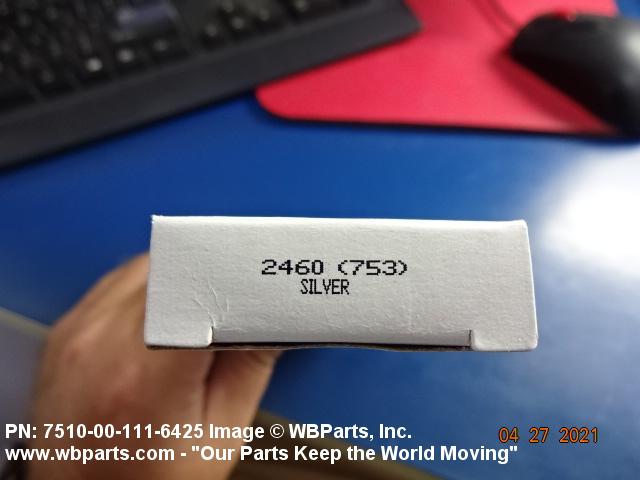 2460 (753)
SILVER
PN: 7510-00-111-6425 Image © WBParts, Inc.
04 27 2021
www.wbparts.com - "Our Parts Keep the World Moving"